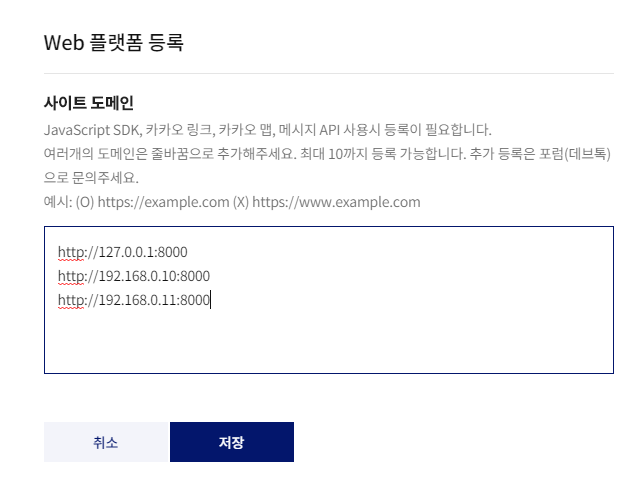 Web 플랫폼 등록
사이트 도메인
JavaScript SDK, 카카오 링크, 카카오 맵, 메시지 API 사용시 등록이 필요합니다.
여러개의 도메인은 줄바꿈으로 추가해주세요. 최대 10까지 등록 가능합니다. 추가 등록은 포럼(데브톡)
으로 문의주세요.
예시: (O) https://example.com (X) https://www.example.com
http://127.0.0.1:8000
http://192.168.0.10:8000
http://192.168.0.11:8000
취소
저장